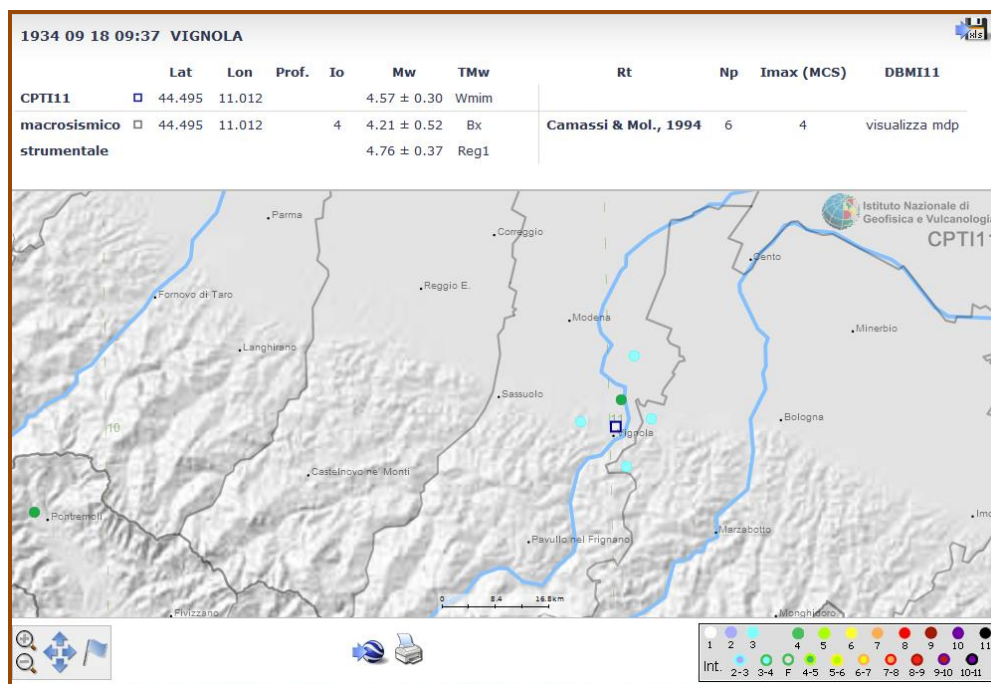 1934 09 18 09:37 VIGNOLA
xls
Lat Lon Prof. Io Mw TMw Rt Np Imax (MCS) DBMI11
CPTI11 44.495 11.012 4.57 ± 0.30 Wmim
macrosismico 44.495 11.012 4 4.21 ± 0.52 Bx Camassi & Mol., 1994 6 4 visualizza mdp
strumentale 4.76 ± 0.37 Reg1
Istituto Nazionale di
Geofisica e Vulcanologia
CPTI11
Parma
Correggio
Cento
Reggio E.
Fornovo di Taro
Modena
Minerbio
Langhirano
Sassuolo
Bologna
10
11
Vignola
Castelnovo ne' Monti
Pontremoli
Imo
Marzabotto
Pavullo nel Frignano
0 8.4 16.8km
Fivizzano
Monghidoro
1 2 3 4 5 6 7 8 9 10 11
Int. 2-3 3-4 F 4-5 5-6 6-7 7-8 8-9 9-10 10-11